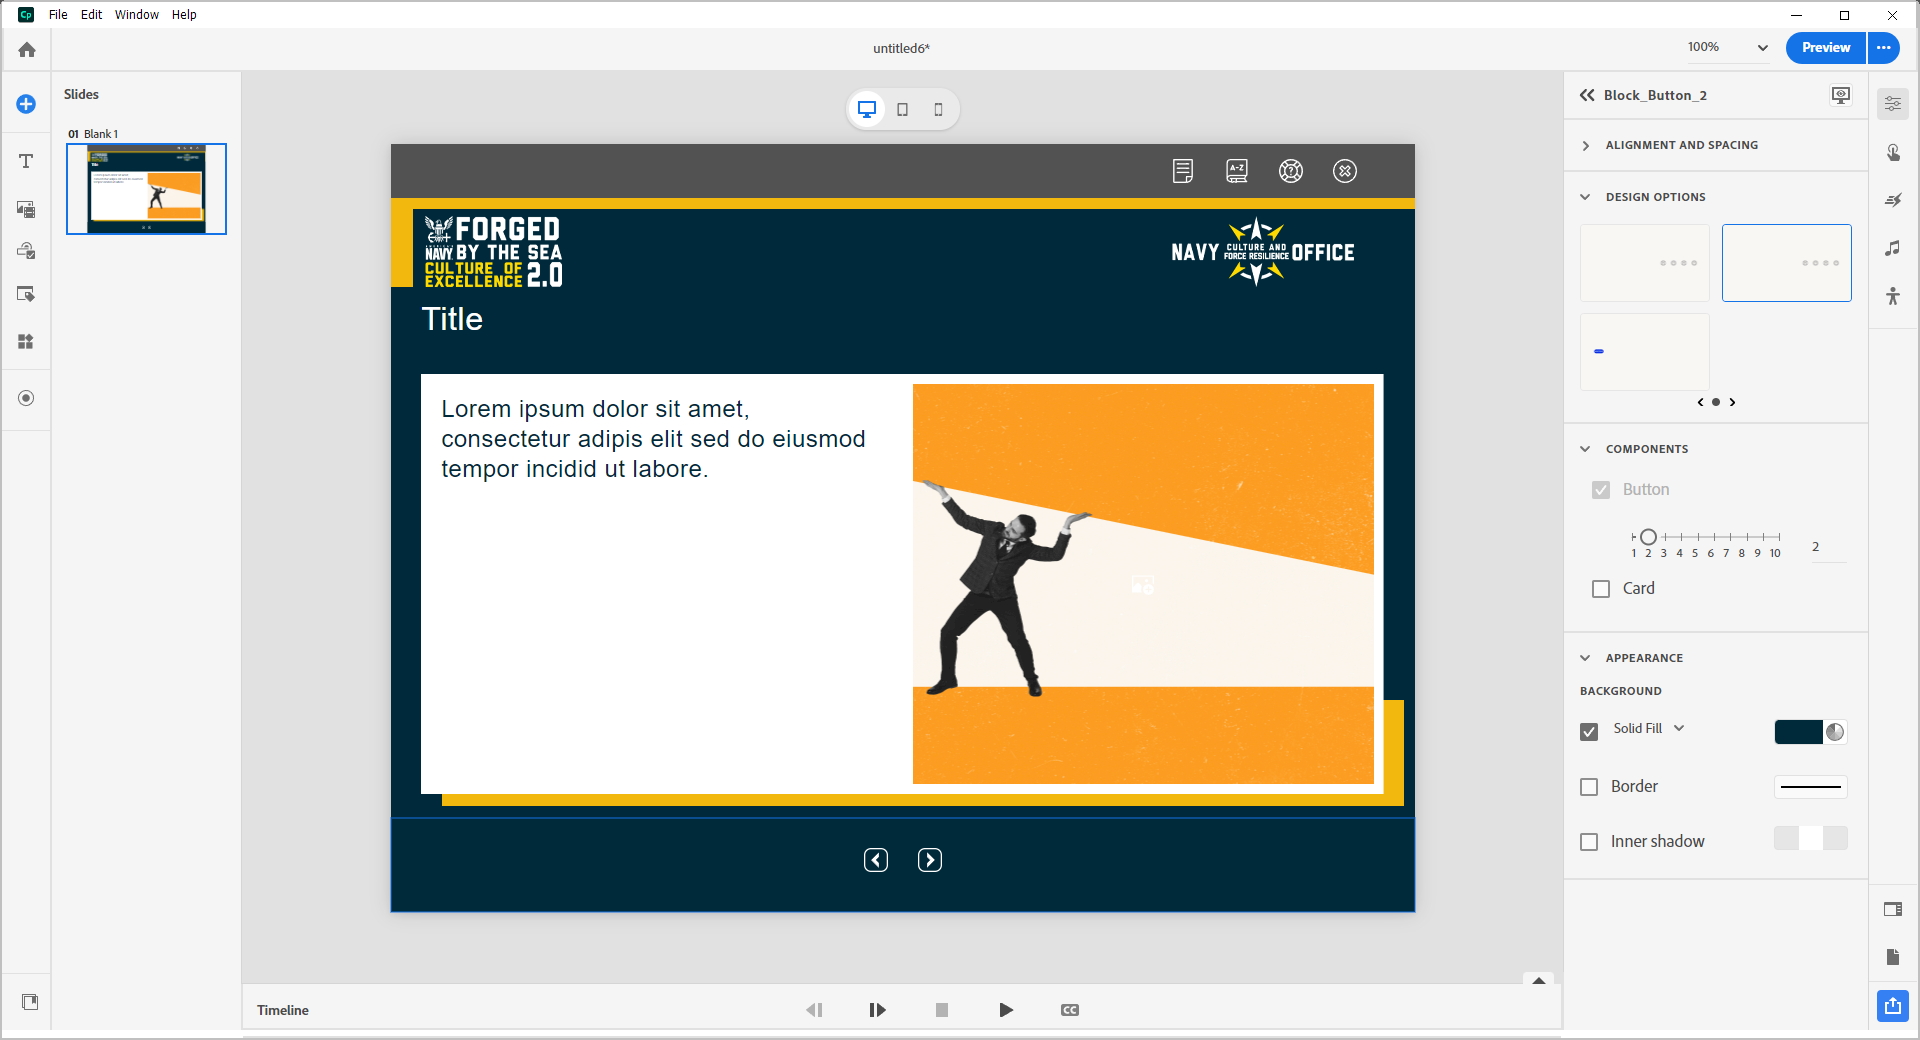 Cp File Edit Window Help
untitled6*
100%
Preview
Slides
01 Blank 1
Block_Button_2
ALIGNMENT AND SPACING
DESIGN OPTIONS
A-Z
?
FORGED
NAVY BY THE SEA
CULTURE OF
EXCELLENCE 2.0
NAVY CULTURE AND FORCE RESILIENCE OFFICE
Title
Lorem ipsum dolor sit amet,
consectetur adipis elit sed do eiusmod
tempor incidid ut labore.
COMPONENTS
Button
1 2 3 4 5 6 7 8 9 10
2
Card
APPEARANCE
BACKGROUND
Solid Fill
Border
Inner shadow
Timeline
CC